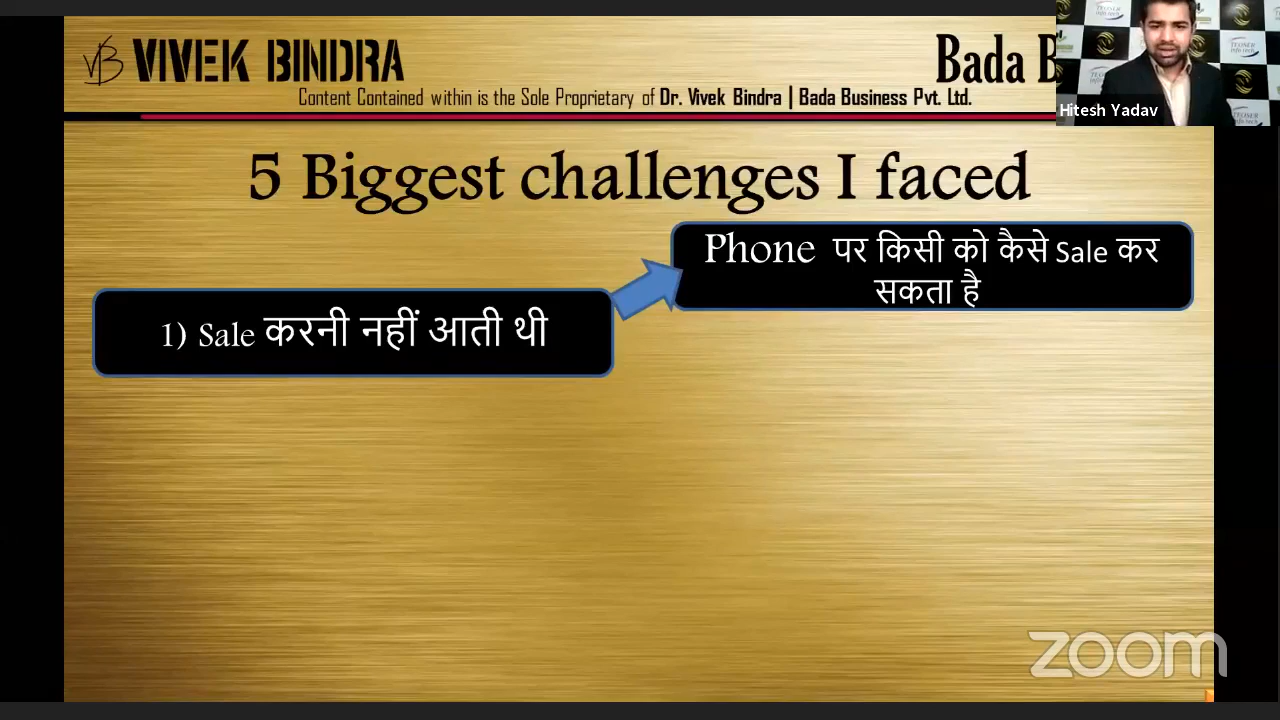 VB VIVEK BINDRA
Bada B
Content Contained within is the Sole Proprietary of Dr. Vivek Bindra | Bada Business Pvt. Ltd.
Hitesh Yadav
5 Biggest challenges I faced
Phone पर किसी को कैसे Sale कर
सकता है
1) Sale करनी नहीं आती थी
zoom